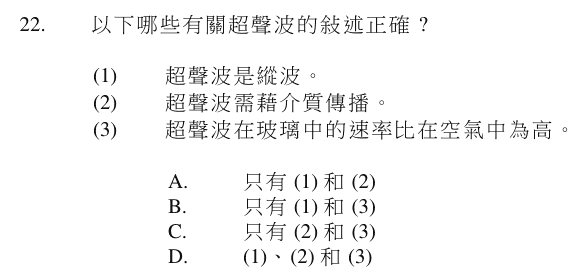 22. 以下哪些有關超聲波的敍述正確？
(1) 超聲波是縱波。
(2) 超聲波需藉介質傳播。
(3) 超聲波在玻璃中的速率比在空氣中為高。
A. 只有 (1) 和 (2)
B. 只有 (1) 和 (3)
C. 只有 (2) 和 (3)
D. (1)、(2) 和 (3)